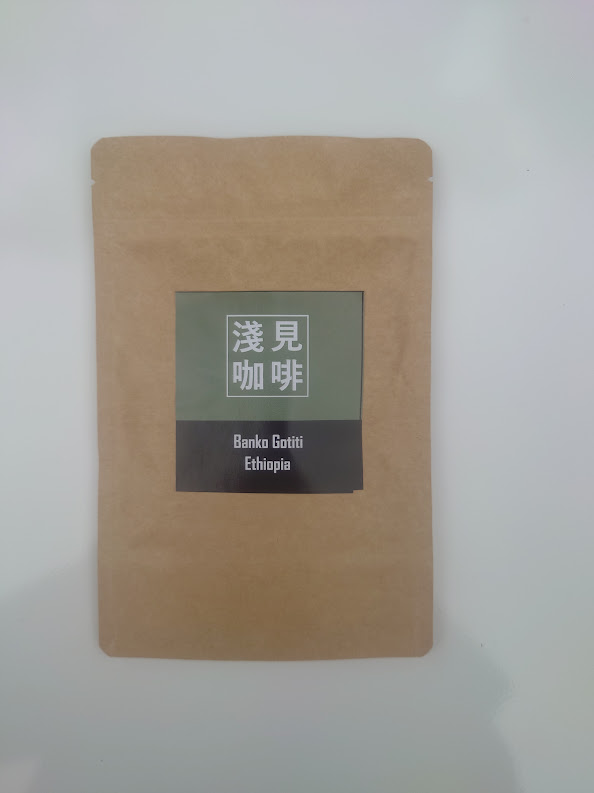 淺見
咖啡
Banko Gotiti
Ethiopia